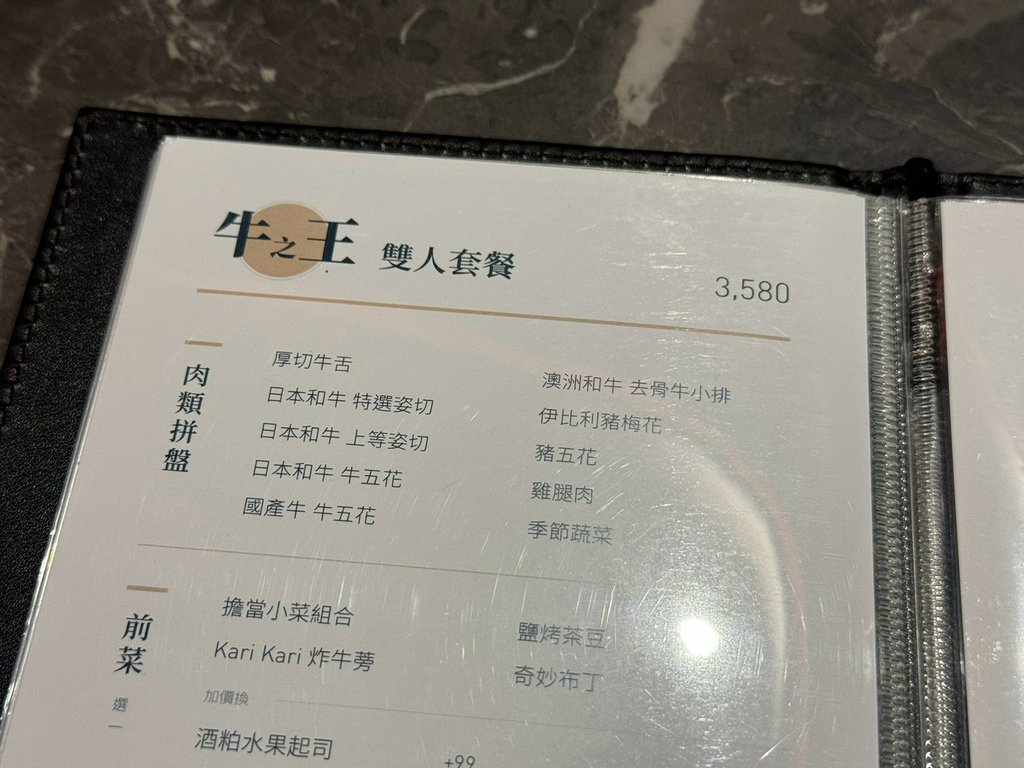 牛之王 雙人套餐
3,580
肉類拼盤
厚切牛舌
日本和牛 特選姿切
日本和牛 上等姿切
日本和牛 牛五花
國產牛 牛五花
澳洲和牛 去骨牛小排
伊比利豬梅花
豬五花
雞腿肉
季節蔬菜
前菜
選一
擔當小菜組合
Kari Kari 炸牛蒡
鹽烤茶豆
奇妙布丁
加價換
酒粕水果起司
+99